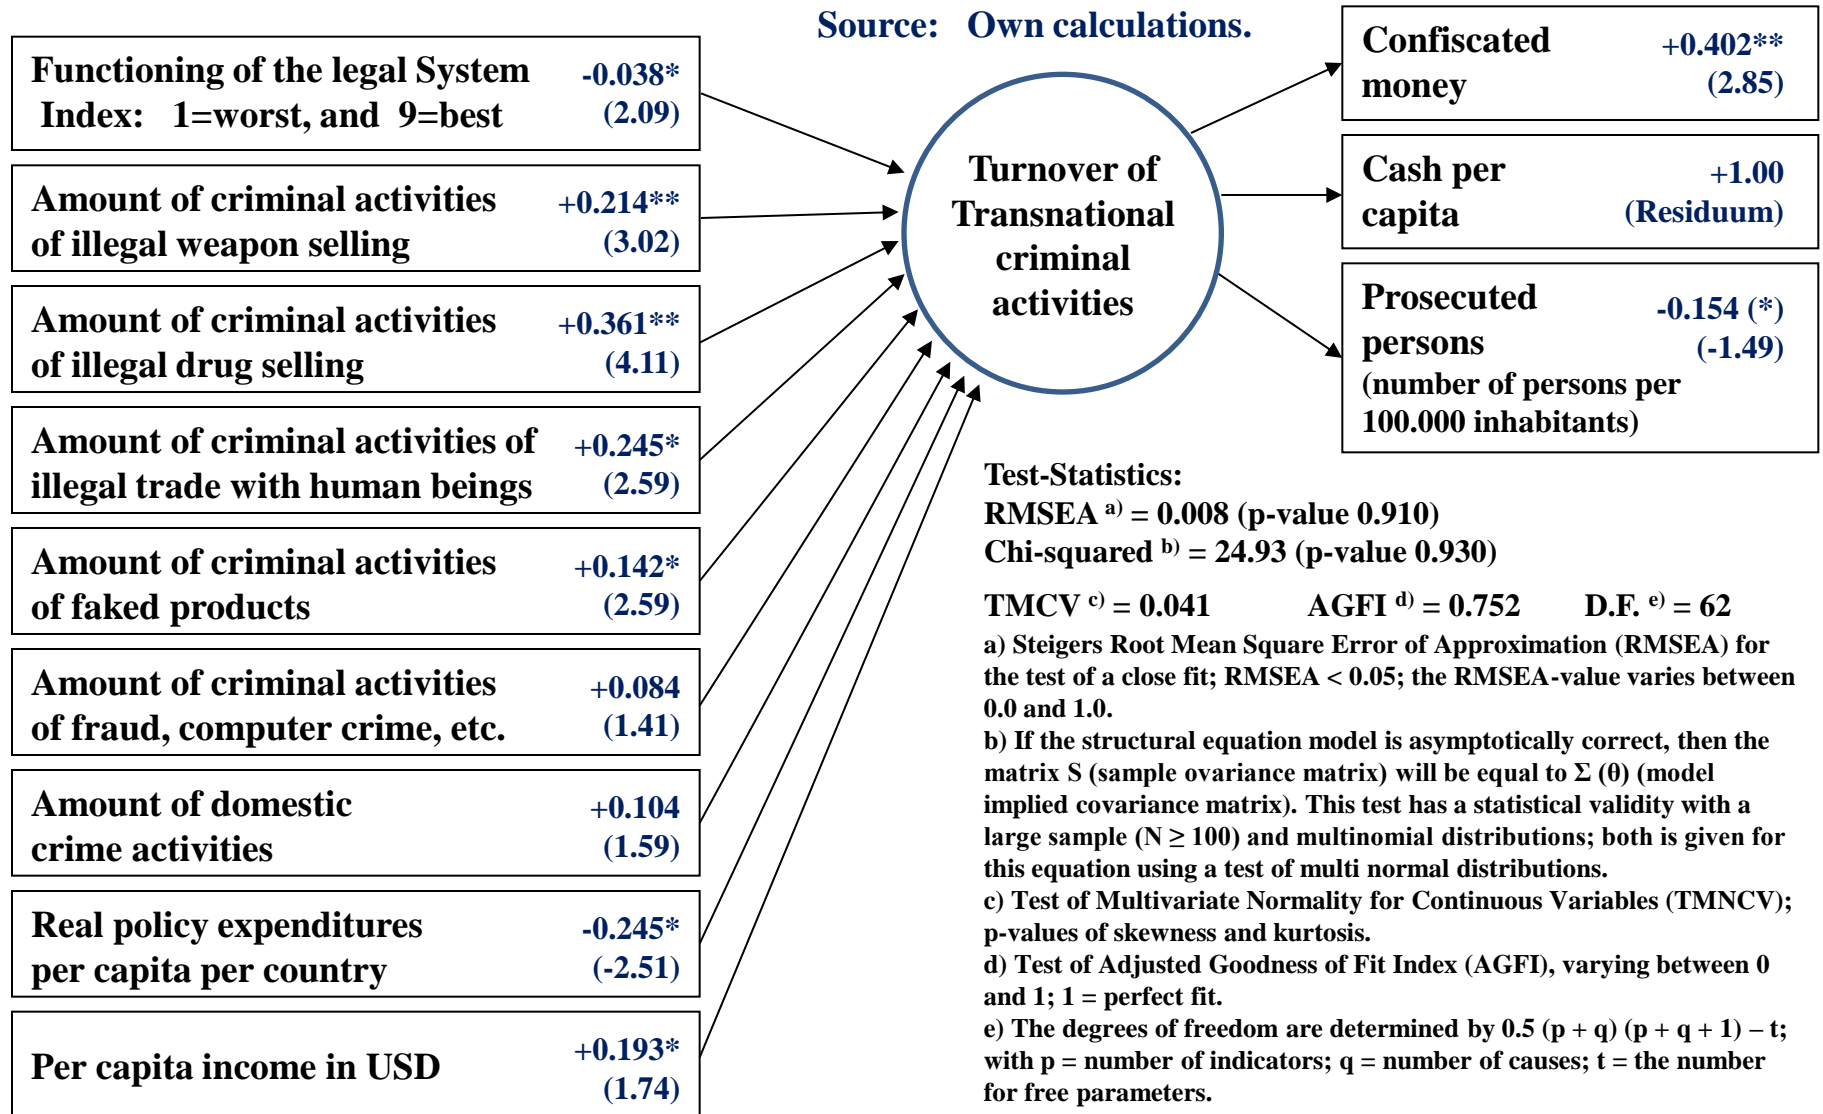 Source: Own calculations.
Functioning of the legal System -0.038*
Index: 1=worst, and 9=best (2.09)
Amount of criminal activities +0.214**
of illegal weapon selling (3.02)
Amount of criminal activities +0.361**
of illegal drug selling (4.11)
Amount of criminal activities of +0.245*
illegal trade with human beings (2.59)
Amount of criminal activities +0.142*
of faked products (2.59)
Amount of criminal activities +0.084
of fraud, computer crime, etc. (1.41)
Amount of domestic +0.104
crime activities (1.59)
Real policy expenditures -0.245*
per capita per country (-2.51)
Per capita income in USD +0.193*
(1.74)
Turnover of
Transnational
criminal
activities
Confiscated +0.402**
money (2.85)
Cash per +1.00
capita (Residuum)
Prosecuted -0.154 (*)
persons (-1.49)
(number of persons per
100.000 inhabitants)
Test-Statistics:
RMSEA a) = 0.008 (p-value 0.910)
Chi-squared b) = 24.93 (p-value 0.930)
TMCV c) = 0.041 AGFI d) = 0.752 D.F. e) = 62
a) Steigers Root Mean Square Error of Approximation (RMSEA) for
the test of a close fit; RMSEA < 0.05; the RMSEA-value varies between
0.0 and 1.0.
b) If the structural equation model is asymptotically correct, then the
matrix S (sample ovariance matrix) will be equal to Σ (θ) (model
implied covariance matrix). This test has a statistical validity with a
large sample (N ≥ 100) and multinomial distributions; both is given for
this equation using a test of multi normal distributions.
c) Test of Multivariate Normality for Continuous Variables (TMNCV);
p-values of skewness and kurtosis.
d) Test of Adjusted Goodness of Fit Index (AGFI), varying between 0
and 1; 1 = perfect fit.
e) The degrees of freedom are determined by 0.5 (p + q) (p + q + 1) – t;
with p = number of indicators; q = number of causes; t = the number
for free parameters.